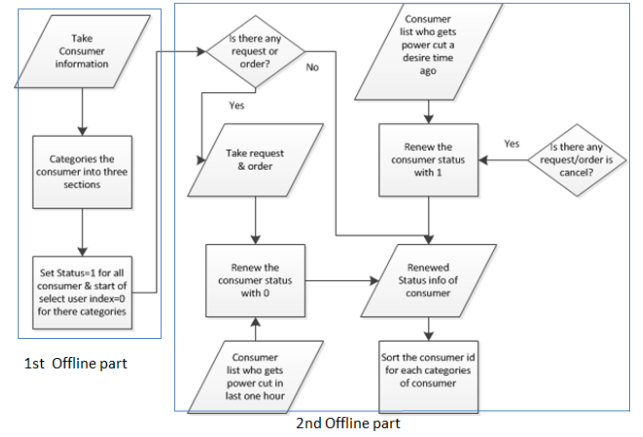 Take
Consumer
information
Categories the
consumer into three
sections
Set Status=1 for all
consumer & start of
select user index=0
for there categories
1st Offline part
Is there any
request or
order?
No
Yes
Take request
& order
Renew the
consumer status
with 0
Consumer
list who gets
power cut in
last one hour
Consumer
list who gets
power cut a
desire time
ago
Renew the
consumer status
with 1
Yes
Is there any
request/order is
cancel?
Renewed
Status info of
consumer
Sort the consumer id
for each categories
of consumer
2nd Offline part